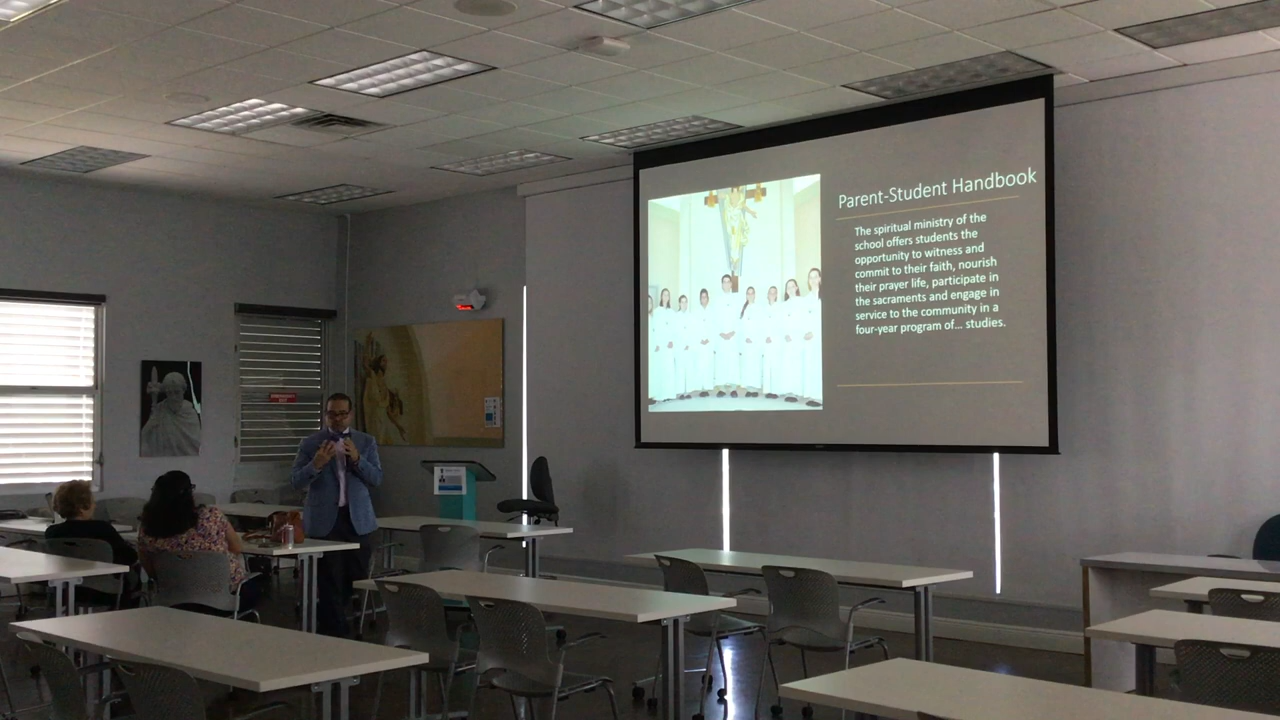 Parent-Student Handbook
The spiritual ministry of the
school offers students the
opportunity to witness and
commit to their faith, nourish
their prayer life, participate in
the sacraments and engage in
service to the community in a
four-year program of... studies.
EMERGENCY
EXIT